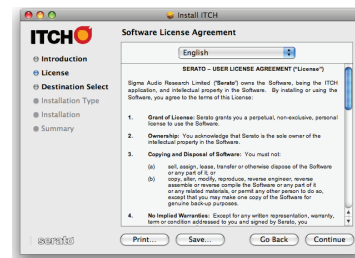 Install ITCH
ITCH
Software License Agreement
English
Introduction
License
Destination Select
Installation Type
Installation
Summary
SERATO – USER LICENSE AGREEMENT ("License")
Sigma Audio Research Limited ("Serato") owns the Software, being the ITCH
application, and intellectual property in the Software. By installing or using the
Software, you agree to the terms of this License:
1. Grant of License: Serato grants you a perpetual, non-exclusive, personal
license to use the Software.
2. Ownership: You acknowledge that Serato is the sole owner of the
intellectual property in the Software.
3. Copying and Disposal of Software: You must not:
(a) sell, assign, lease, transfer or otherwise dispose of the Software
or any part of it; or
(b) copy, alter, modify, reproduce, reverse engineer, reverse
assemble or reverse compile the Software or any part of it
or any related materials, or permit any other person to do so,
except that you may make one copy of the Software for
genuine back-up purposes.
4. No Implied Warranties: Except for any written representation, warranty,
term or condition addressed to you and signed by Serato, you
serato
Print...
Save...
Go Back
Continue